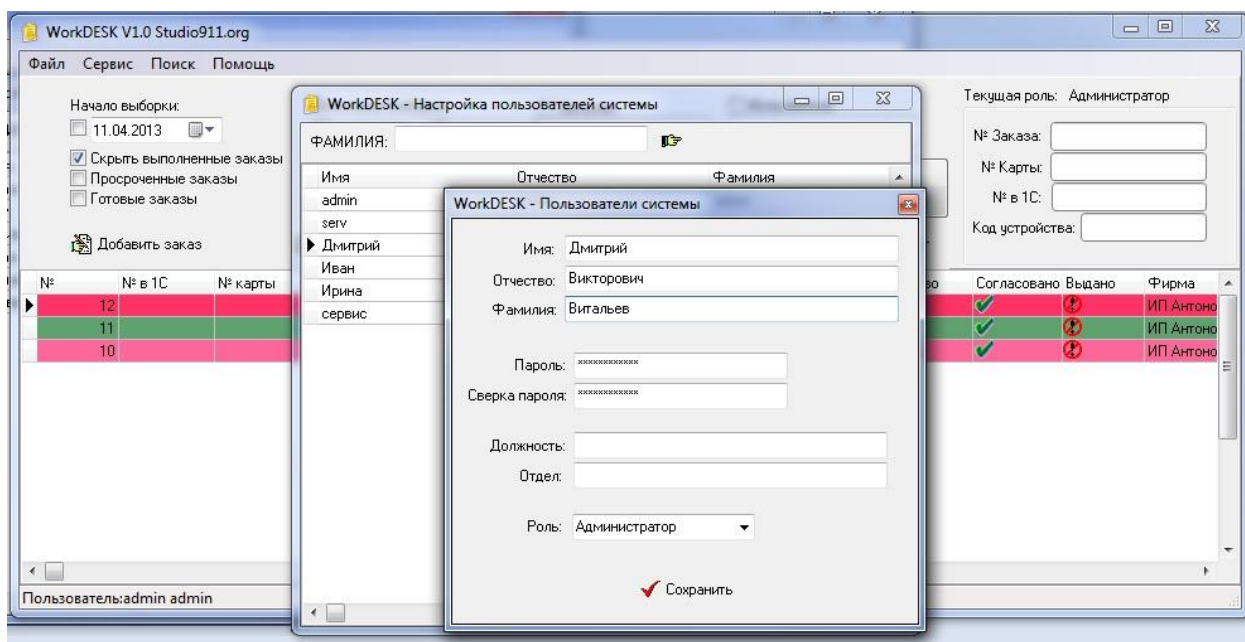 WorkDESK V1.0 Studio911.org
Файл Сервис Поиск Помощь
Начало выборки:
11.04.2013
Скрыть выполненные заказы
Просроченные заказы
Готовые заказы
Добавить заказ
Текущая роль: Администратор
№ Заказа:
№ Карты:
№ в 1С:
Код устройства:
№ № в 1С № карты Согласовано Выдано Фирма
12 ИП Антоно
11 ИП Антоно
10 ИП Антоно
Пользователь:admin admin
WorkDESK - Настройка пользователей системы
ФАМИЛИЯ:
Имя Отчество Фамилия
admin
serv
Дмитрий
Иван
Ирина
сервис
WorkDESK - Пользователи системы
Имя: Дмитрий
Отчество: Викторович
Фамилия: Витальев
Пароль: ************
Сверка пароля: ************
Должность:
Отдел:
Роль: Администратор
Сохранить